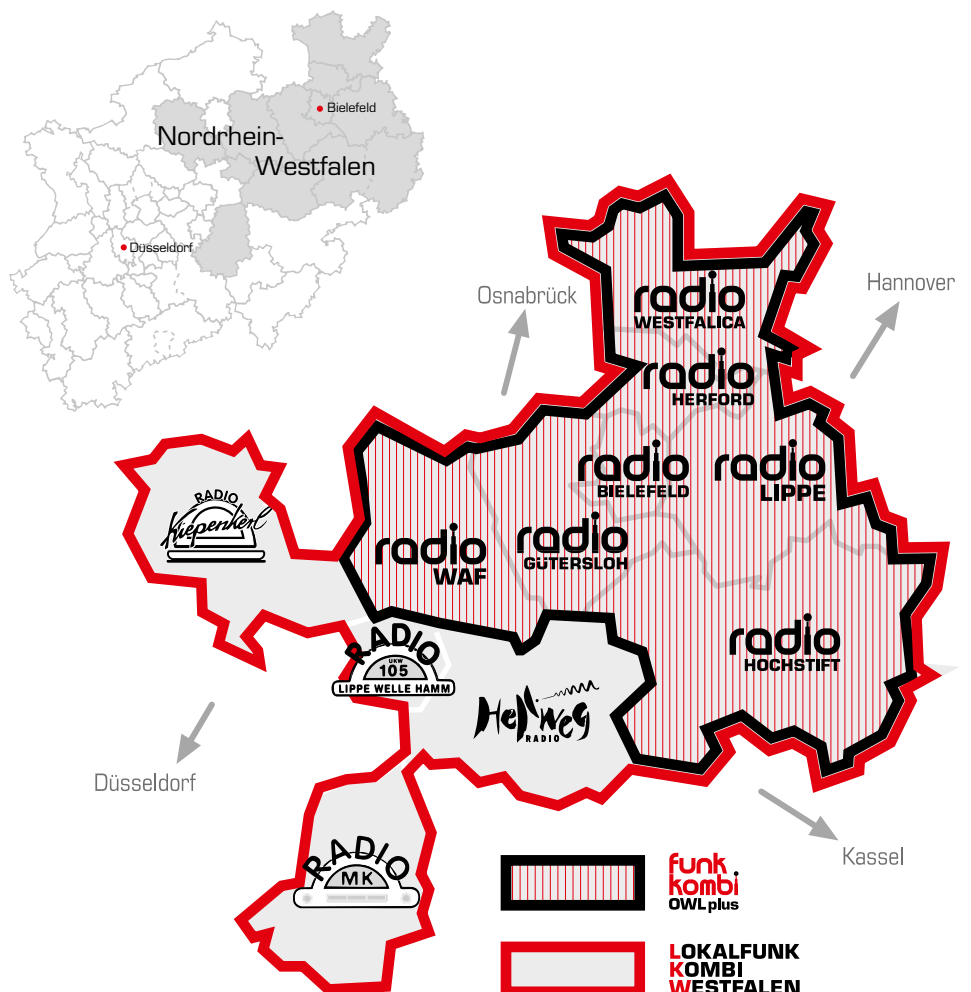 Bielefeld
Nordrhein-
Westfalen
Düsseldorf
Osnabrück
Hannover
radio
WESTFALICA
radio
HERFORD
radio
BIELEFELD
radio
LIPPE
RADIO
Kiepenkerl
radio
WAF
radio
GÜTERSLOH
radio
HOCHSTIFT
RADIO
UKW
105
LIPPE WELLE HAMM
Hellweg
RADIO
Düsseldorf
Kassel
RADIO
MK
funk
kombi
OWL plus
LOKALFUNK
KOMBI
WESTFALEN